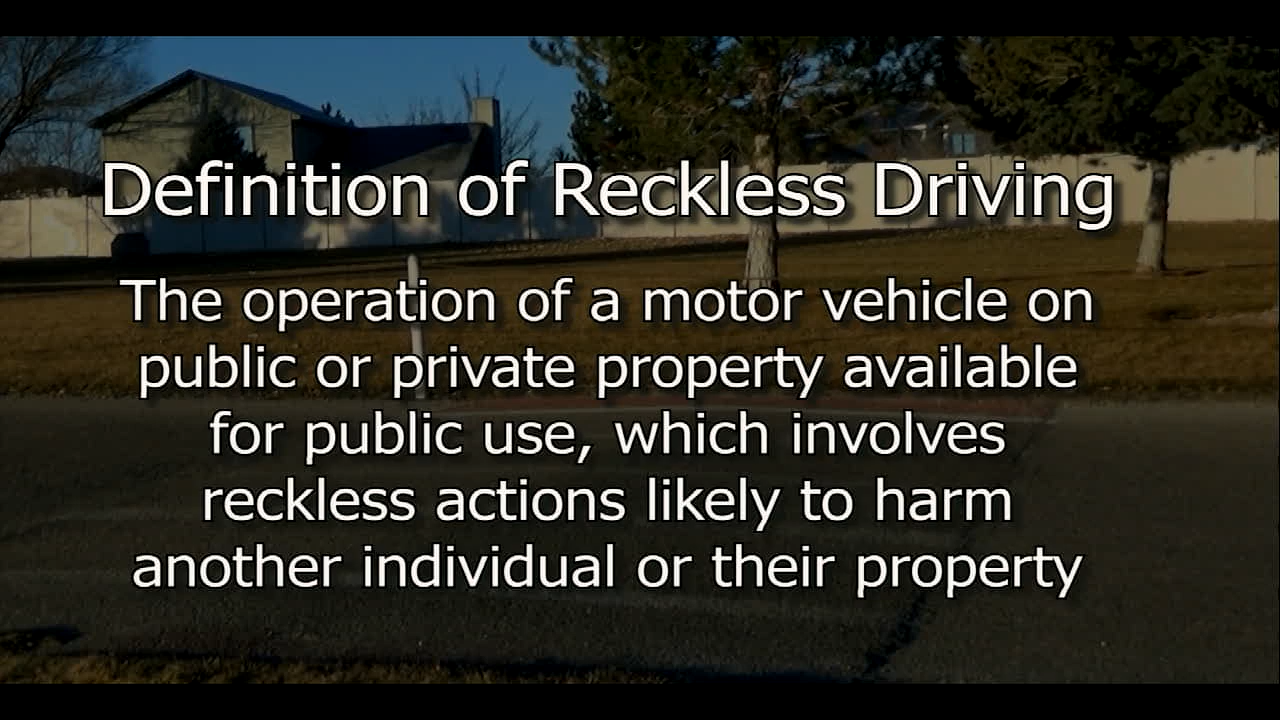 Definition of Reckless Driving
The operation of a motor vehicle on
public or private property available
for public use, which involves
reckless actions likely to harm
another individual or their property